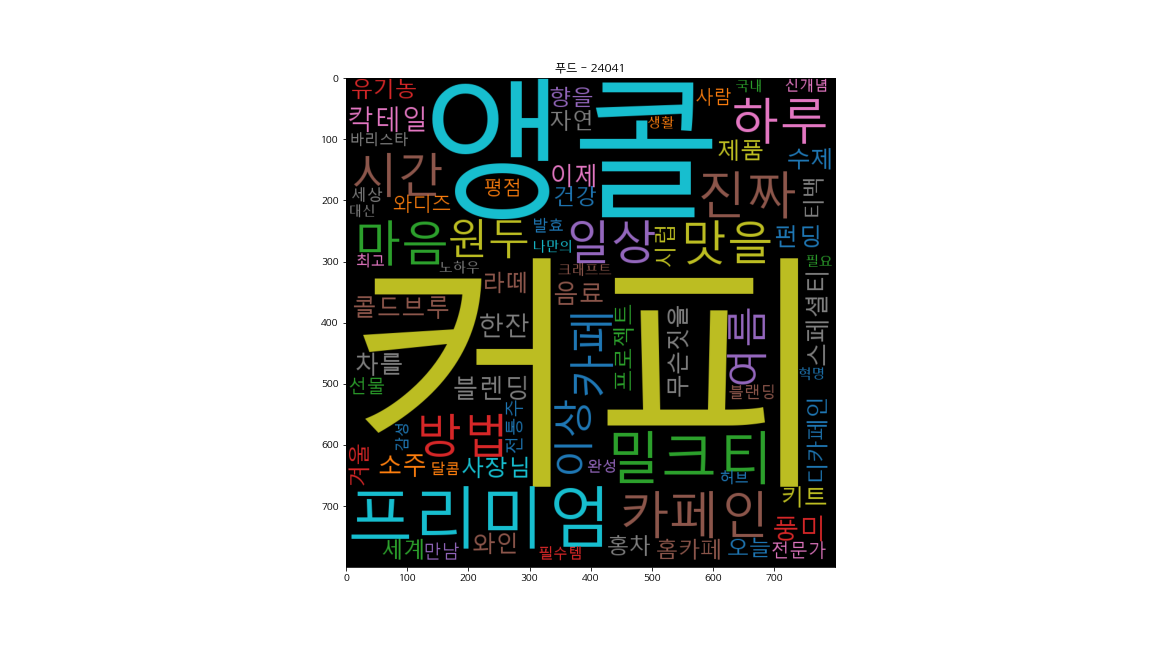 푸드 - 24041
유기농
앵콜
향을
사람
국내
신개념
칵테일
자연
생활
하루
바리스타
제품
수제
시간
평점
이제
건강
진짜
티백
세상
대신
와디즈
마음
원두
발효
나만의
일상
시럽
맛을
펀딩
최고
노하우
크래프트
필요
커피
라떼
음료
콜드브루
한잔
카페
프로젝트
무슨짓을
여름
스페셜티
차를
선물
블렌딩
블랜딩
혁명
감성
방법
전통주
이상
밀크티
디카페인
겨울
소주
달콤
사장님
완성
허브
키트
프리미엄
카페인
풍미
세계
만남
와인
필수템
홍차
홈카페
오늘
전문가
0
100
200
300
400
500
600
700
0
100
200
300
400
500
600
700